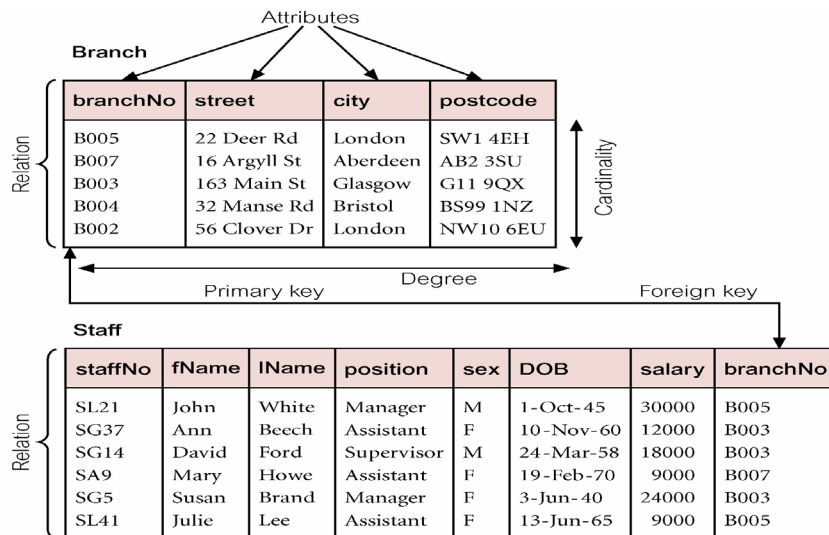 Attributes
Branch
branchNo street city postcode
B005 22 Deer Rd London SW1 4EH
B007 16 Argyll St Aberdeen AB2 3SU
B003 163 Main St Glasgow G11 9QX
B004 32 Manse Rd Bristol BS99 1NZ
B002 56 Clover Dr London NW10 6EU
Relation
Cardinality
Degree
Primary key Foreign key
Staff
staffNo fName lName position sex DOB salary branchNo
SL21 John White Manager M 1-Oct-45 30000 B005
SG37 Ann Beech Assistant F 10-Nov-60 12000 B003
SG14 David Ford Supervisor M 24-Mar-58 18000 B003
SA9 Mary Howe Assistant F 19-Feb-70 9000 B007
SG5 Susan Brand Manager F 3-Jun-40 24000 B003
SL41 Julie Lee Assistant F 13-Jun-65 9000 B005
Relation